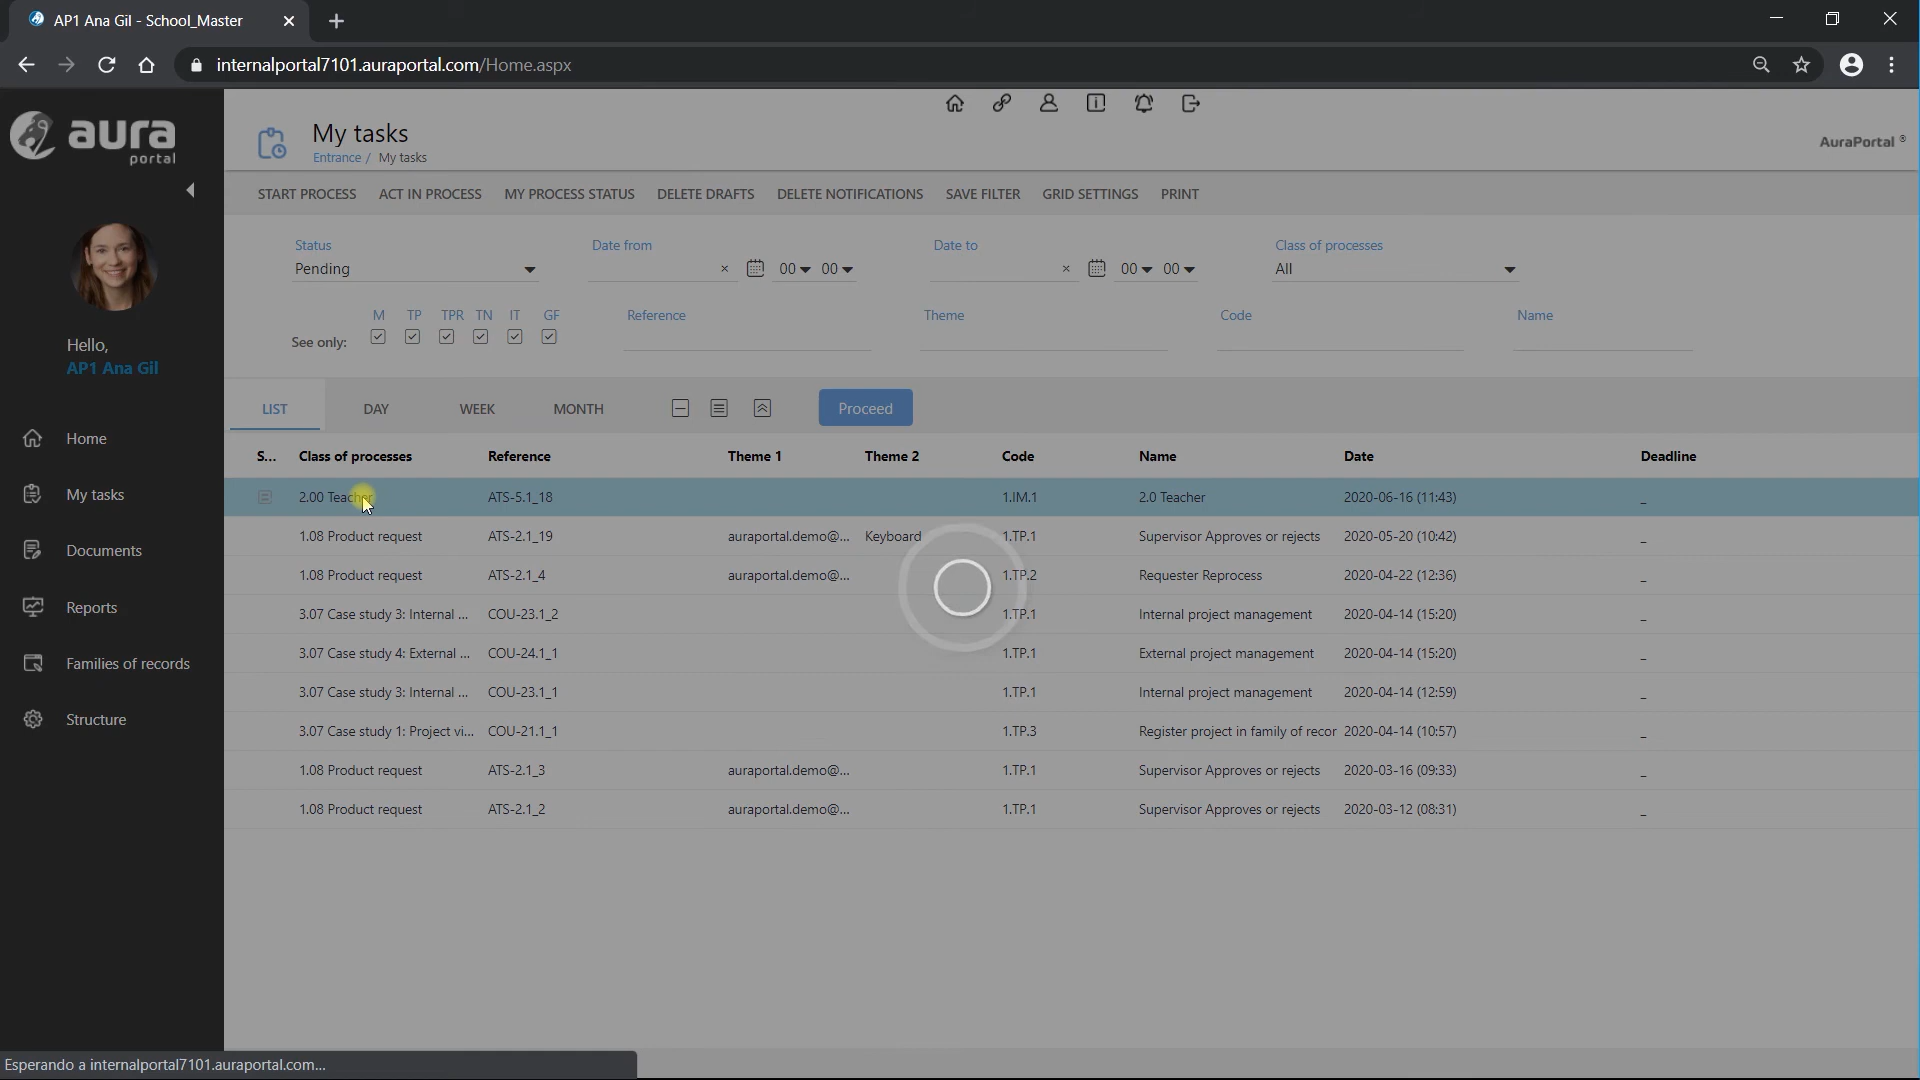 AP1 Ana Gil - School_Master
internalportal7101.auraportal.com/Home.aspx
aura
portal
My tasks
Entrance / My tasks
AuraPortal ®
START PROCESS ACT IN PROCESS MY PROCESS STATUS DELETE DRAFTS DELETE NOTIFICATIONS SAVE FILTER GRID SETTINGS PRINT
Status Date from Date to Class of processes
Pending × 00 00 × 00 00 All
M TP TPR TN IT GF Reference Theme Code Name
See only:
Hello,
AP1 Ana Gil
LIST DAY WEEK MONTH Proceed
Home
My tasks
Documents
Reports
Families of records
Structure
S... Class of processes Reference Theme 1 Theme 2 Code Name Date Deadline
2.00 Teacher ATS-5.1_18 1.IM.1 2.0 Teacher 2020-06-16 (11:43) _
1.08 Product request ATS-2.1_19 auraportal.demo@... Keyboard 1.TP.1 Supervisor Approves or rejects 2020-05-20 (10:42) _
1.08 Product request ATS-2.1_4 auraportal.demo@... 1.TP.2 Requester Reprocess 2020-04-22 (12:36) _
3.07 Case study 3: Internal ... COU-23.1_2 1.TP.1 Internal project management 2020-04-14 (15:20) _
3.07 Case study 4: External ... COU-24.1_1 1.TP.1 External project management 2020-04-14 (15:20) _
3.07 Case study 3: Internal ... COU-23.1_1 1.TP.1 Internal project management 2020-04-14 (12:59) _
3.07 Case study 1: Project vi... COU-21.1_1 1.TP.3 Register project in family of recor 2020-04-14 (10:57) _
1.08 Product request ATS-2.1_3 auraportal.demo@... 1.TP.1 Supervisor Approves or rejects 2020-03-16 (09:33) _
1.08 Product request ATS-2.1_2 auraportal.demo@... 1.TP.1 Supervisor Approves or rejects 2020-03-12 (08:31) _
Esperando a internalportal7101.auraportal.com...